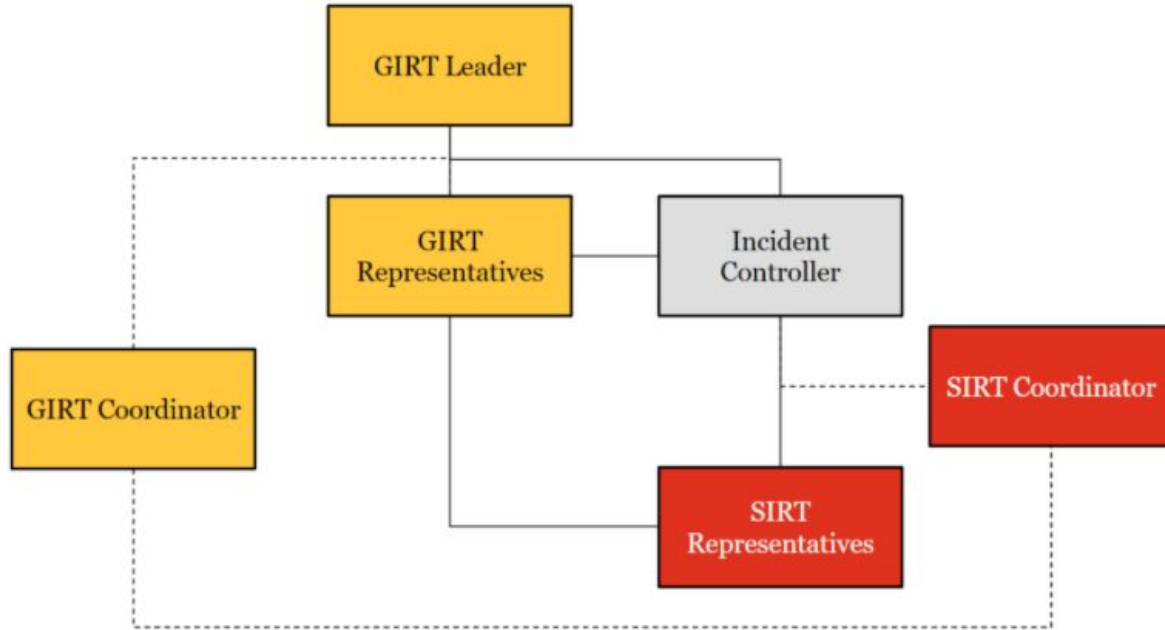 GIRT Leader
GIRT
Representatives
Incident
Controller
GIRT Coordinator
SIRT Coordinator
SIRT
Representatives